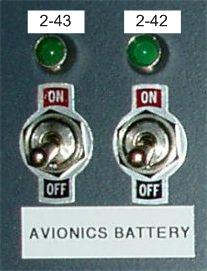 2-43 2-42
ON ON
OFF OFF
AVIONICS BATTERY